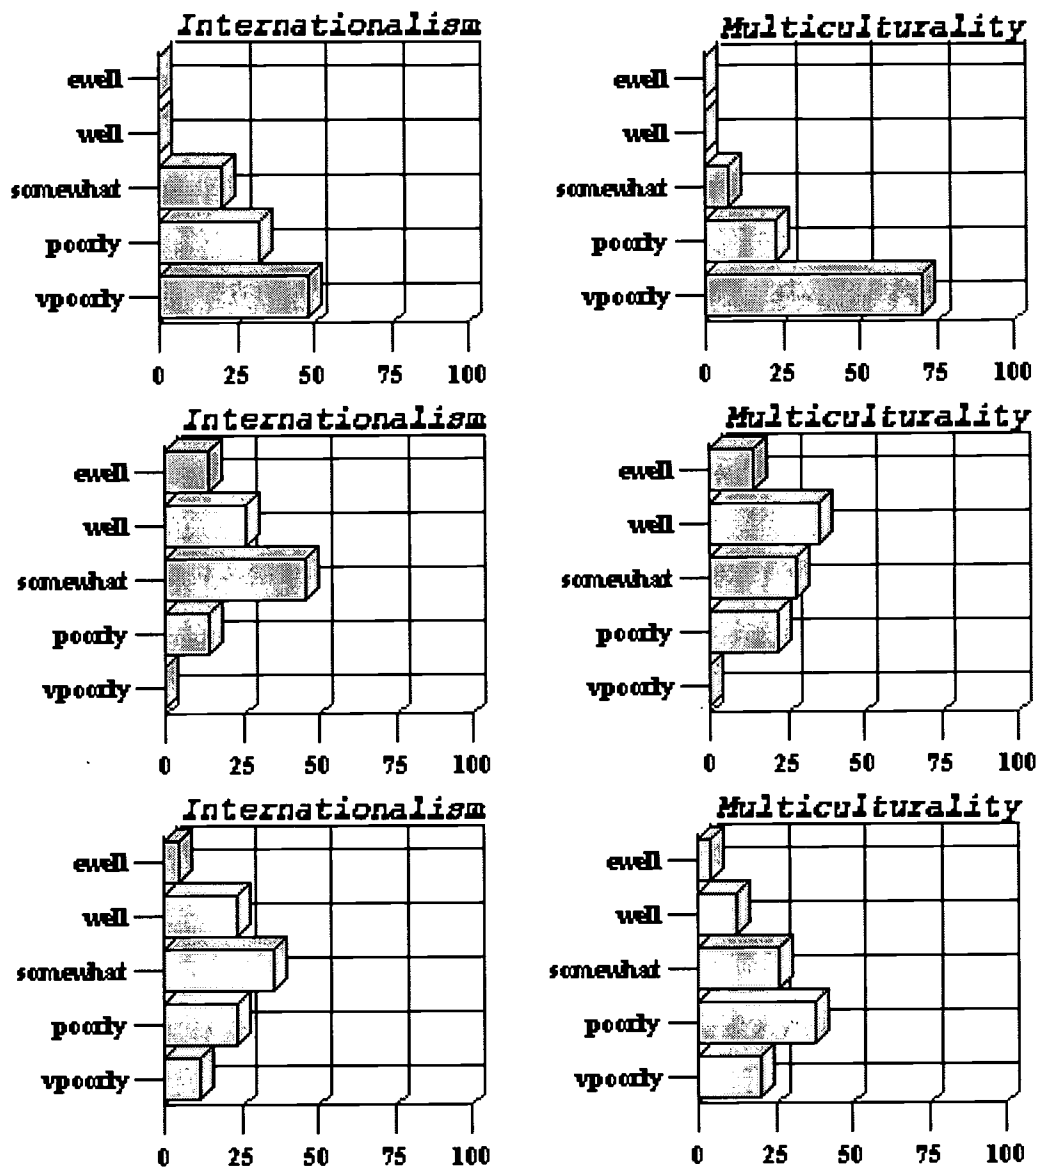 Internationalism
ewell
well
somewhat
poorly
vpoorly
0 25 50 75 100
Multiculturality
ewell
well
somewhat
poorly
vpoorly
0 25 50 75 100
Internationalism
ewell
well
somewhat
poorly
vpoorly
0 25 50 75 100
Multiculturality
ewell
well
somewhat
poorly
vpoorly
0 25 50 75 100
Internationalism
ewell
well
somewhat
poorly
vpoorly
0 25 50 75 100
Multiculturality
ewell
well
somewhat
poorly
vpoorly
0 25 50 75 100